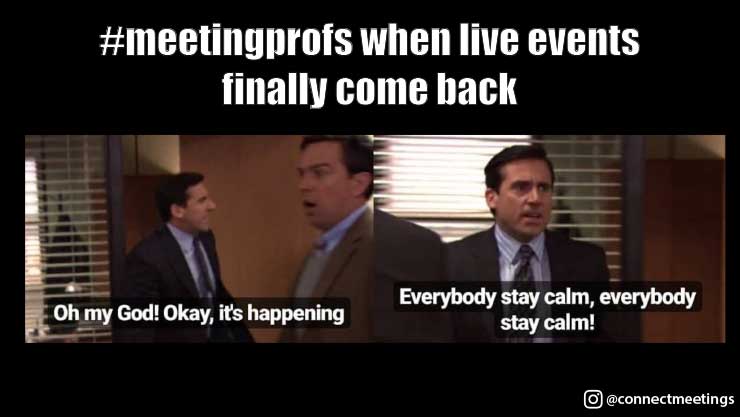 #meetingprofs when live events
finally come back
Oh my God! Okay, it's happening
Everybody stay calm, everybody
stay calm!
@connectmeetings